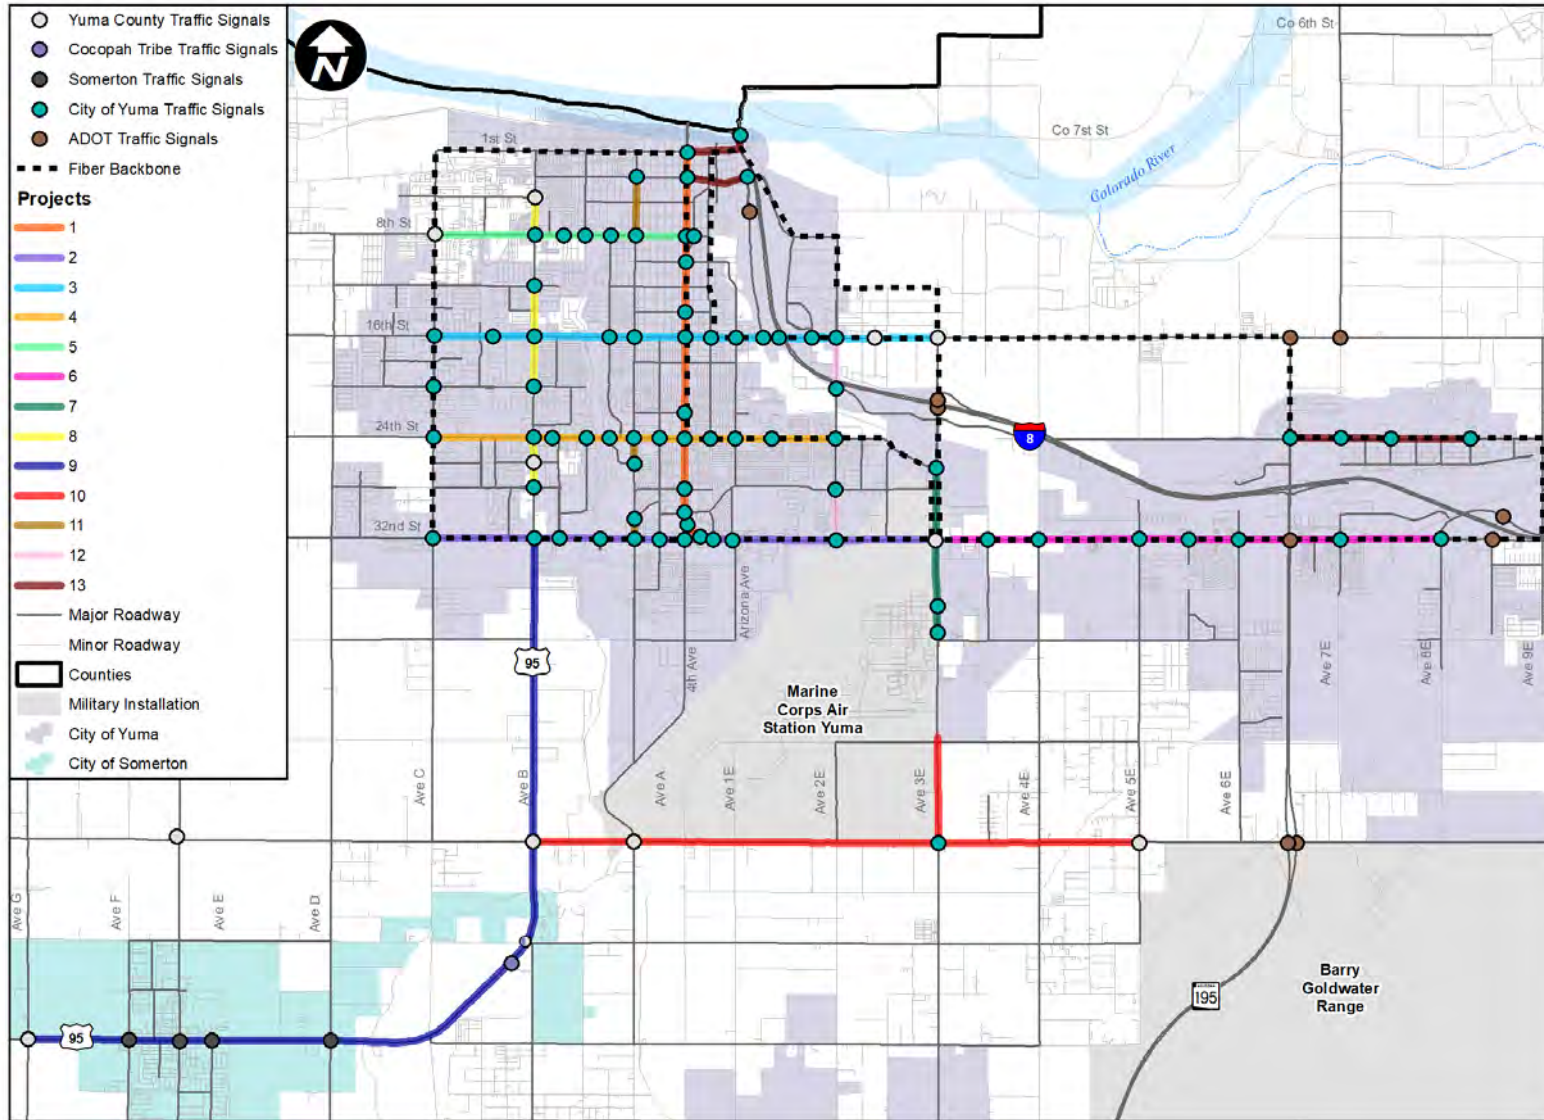 Yuma County Traffic Signals
Cocopah Tribe Traffic Signals
Somerton Traffic Signals
City of Yuma Traffic Signals
ADOT Traffic Signals
Fiber Backbone
Projects
1
2
3
4
5
6
7
8
9
10
11
12
13
Major Roadway
Minor Roadway
Counties
Military Installation
City of Yuma
City of Somerton
N
Co 6th St
Co 7st St
Colorado River
1st St
8th St
16th St
24th St
32nd St
8
95
Arizona Ave
4th Ave
Marine
Corps Air
Station Yuma
Ave 7E
Ave 8E
Ave 9E
Ave C
Ave B
Ave A
Ave 1E
Ave 2E
Ave 3E
Ave 4E
Ave 5E
Ave 6E
Ave G
Ave F
Ave E
Ave D
95
ARIZONA
195
Barry
Goldwater
Range